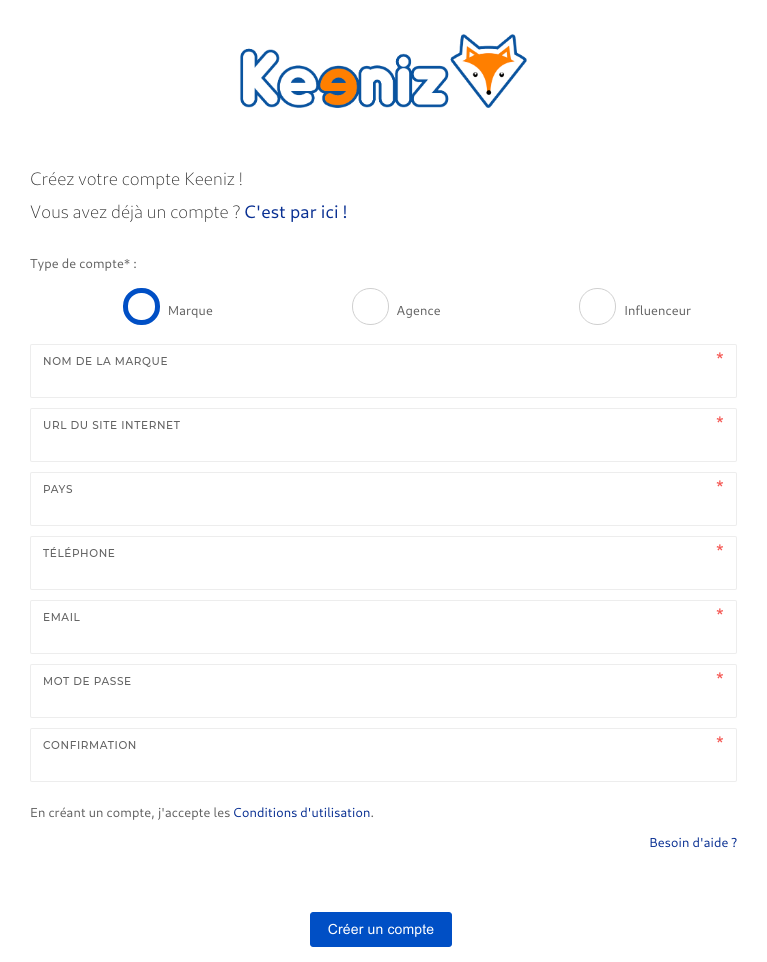 Keeniz
Créez votre compte Keeniz !
Vous avez déjà un compte ? C'est par ici !
Type de compte* :
Marque
Agence
Influenceur
NOM DE LA MARQUE *
URL DU SITE INTERNET *
PAYS *
TÉLÉPHONE *
EMAIL *
MOT DE PASSE *
CONFIRMATION *
En créant un compte, j'accepte les Conditions d'utilisation.
Besoin d'aide ?
Créer un compte